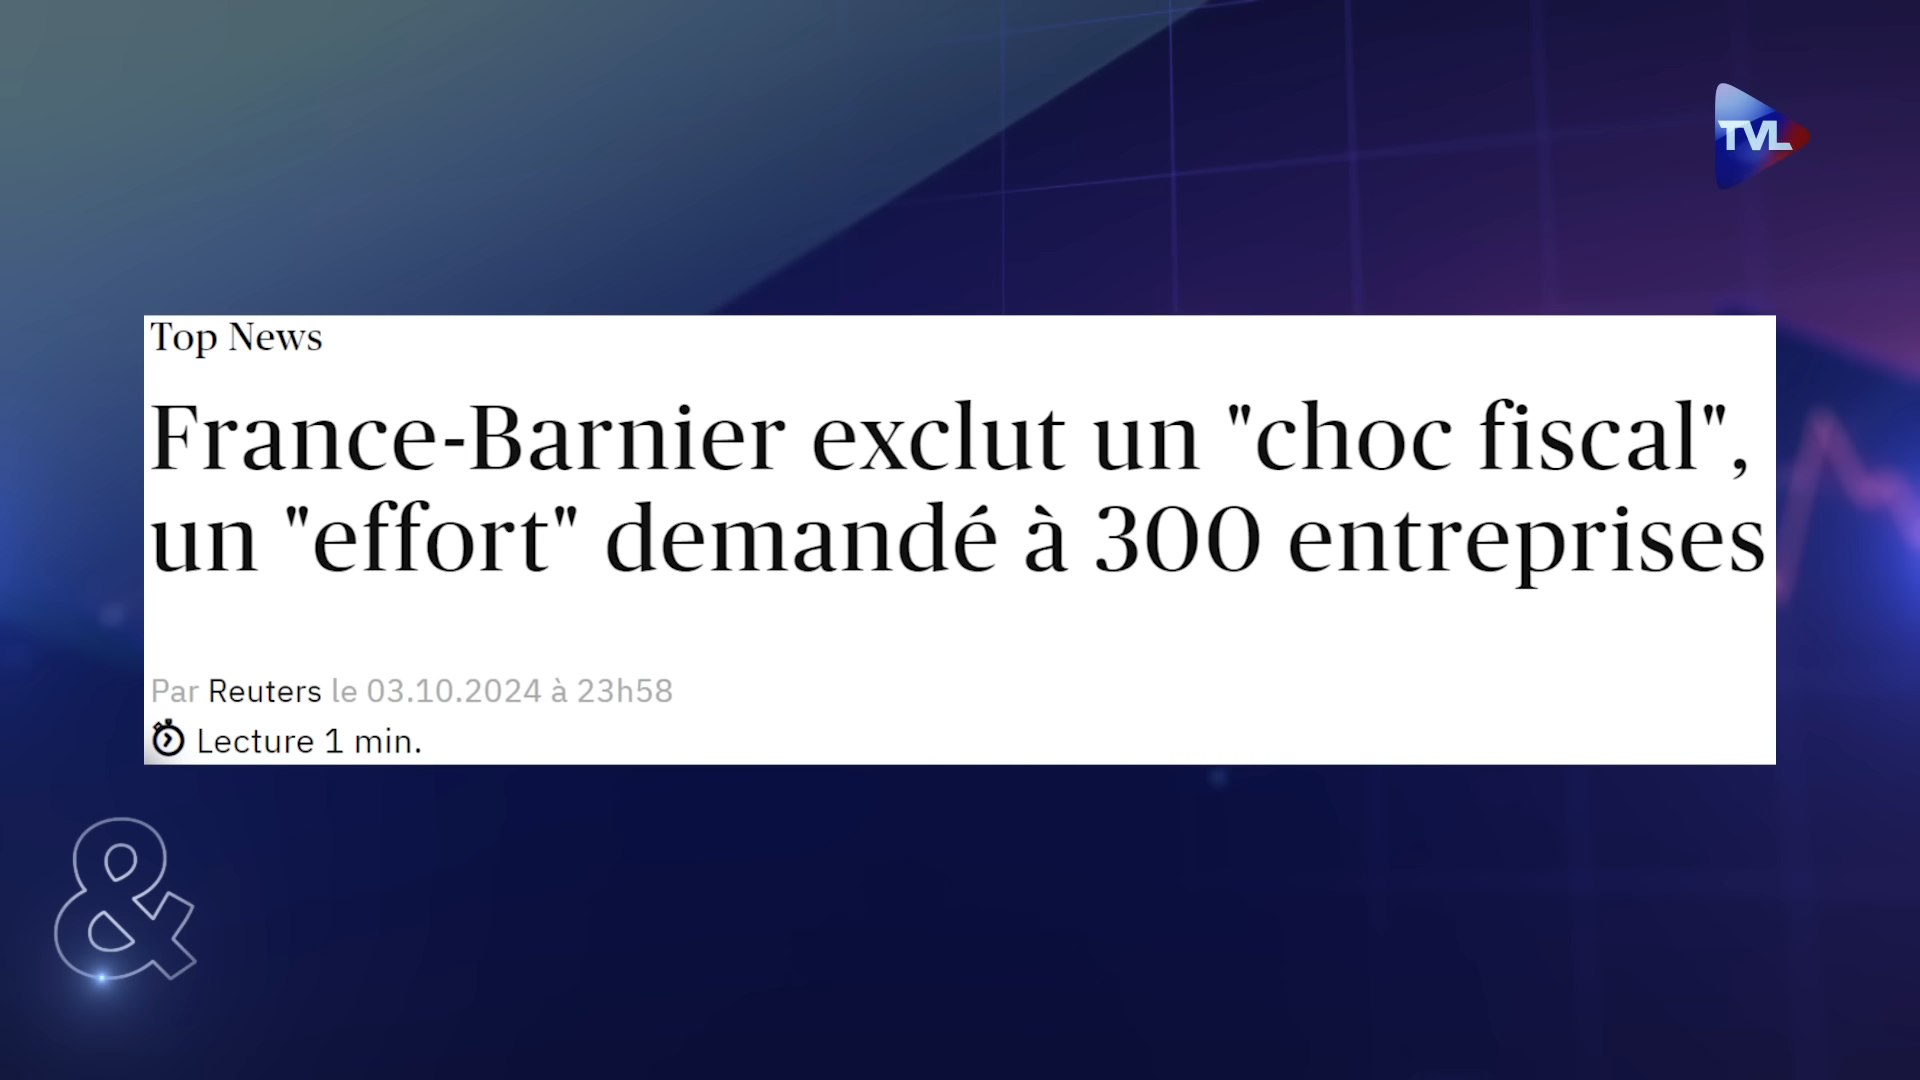 TVL
Top News
France-Barnier exclut un "choc fiscal",
un "effort" demandé à 300 entreprises
Par Reuters le 03.10.2024 à 23h58
Lecture 1 min.
&